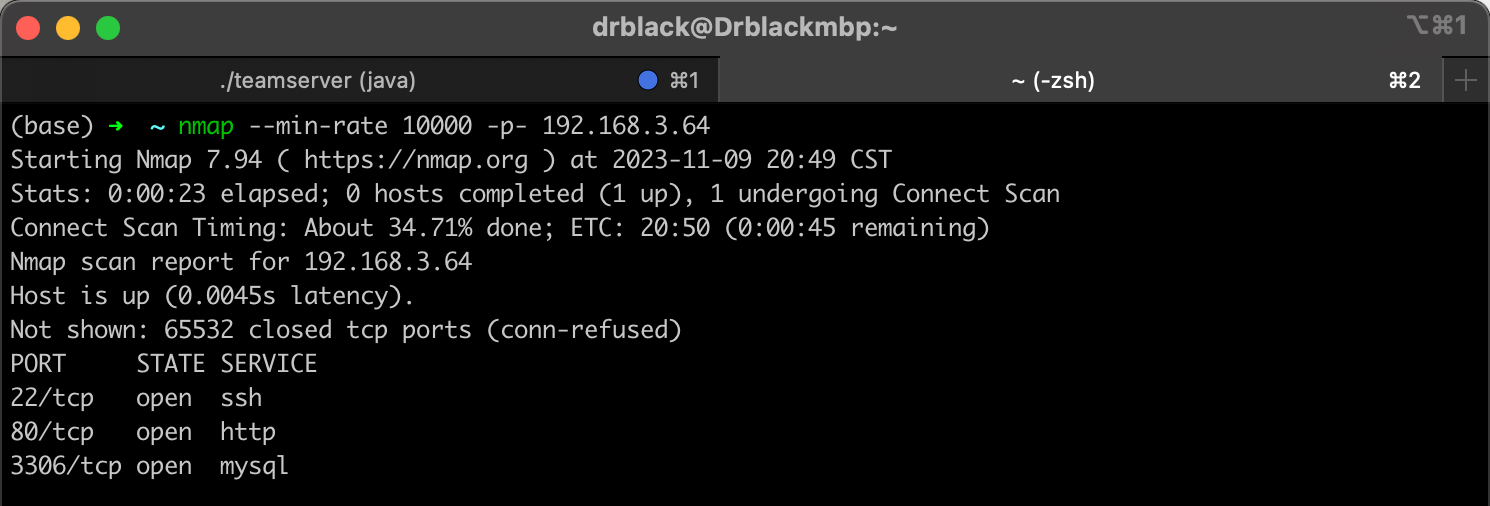 drblack@Drblackmbp:~
⌥⌘1
./teamserver (java)
⌘1
~ (-zsh)
⌘2
(base) ➜  ~ nmap --min-rate 10000 -p- 192.168.3.64
Starting Nmap 7.94 ( https://nmap.org ) at 2023-11-09 20:49 CST
Stats: 0:00:23 elapsed; 0 hosts completed (1 up), 1 undergoing Connect Scan
Connect Scan Timing: About 34.71% done; ETC: 20:50 (0:00:45 remaining)
Nmap scan report for 192.168.3.64
Host is up (0.0045s latency).
Not shown: 65532 closed tcp ports (conn-refused)
PORT     STATE SERVICE
22/tcp   open  ssh
80/tcp   open  http
3306/tcp open  mysql